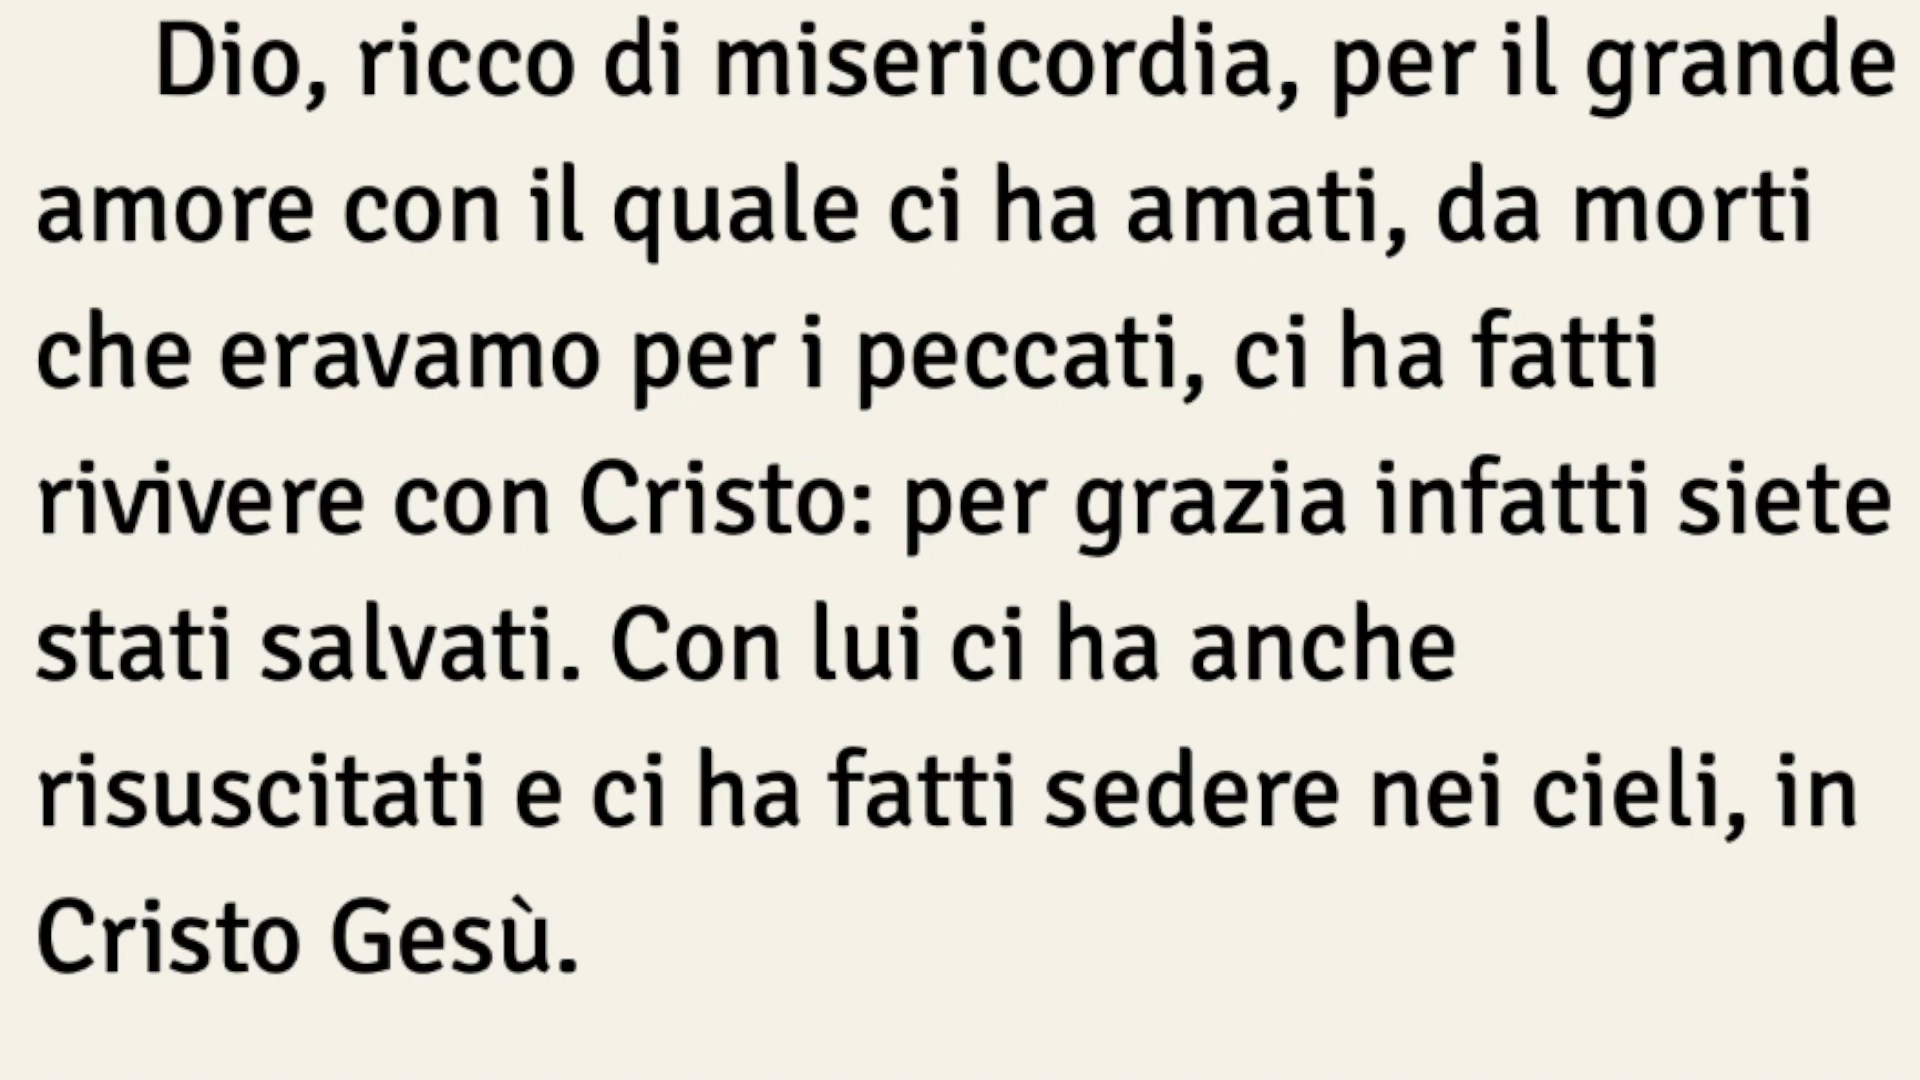 Dio, ricco di misericordia, per il grande
amore con il quale ci ha amati, da morti
che eravamo per i peccati, ci ha fatti
rivivere con Cristo: per grazia infatti siete
stati salvati. Con lui ci ha anche
risuscitati e ci ha fatti sedere nei cieli, in
Cristo Gesù.